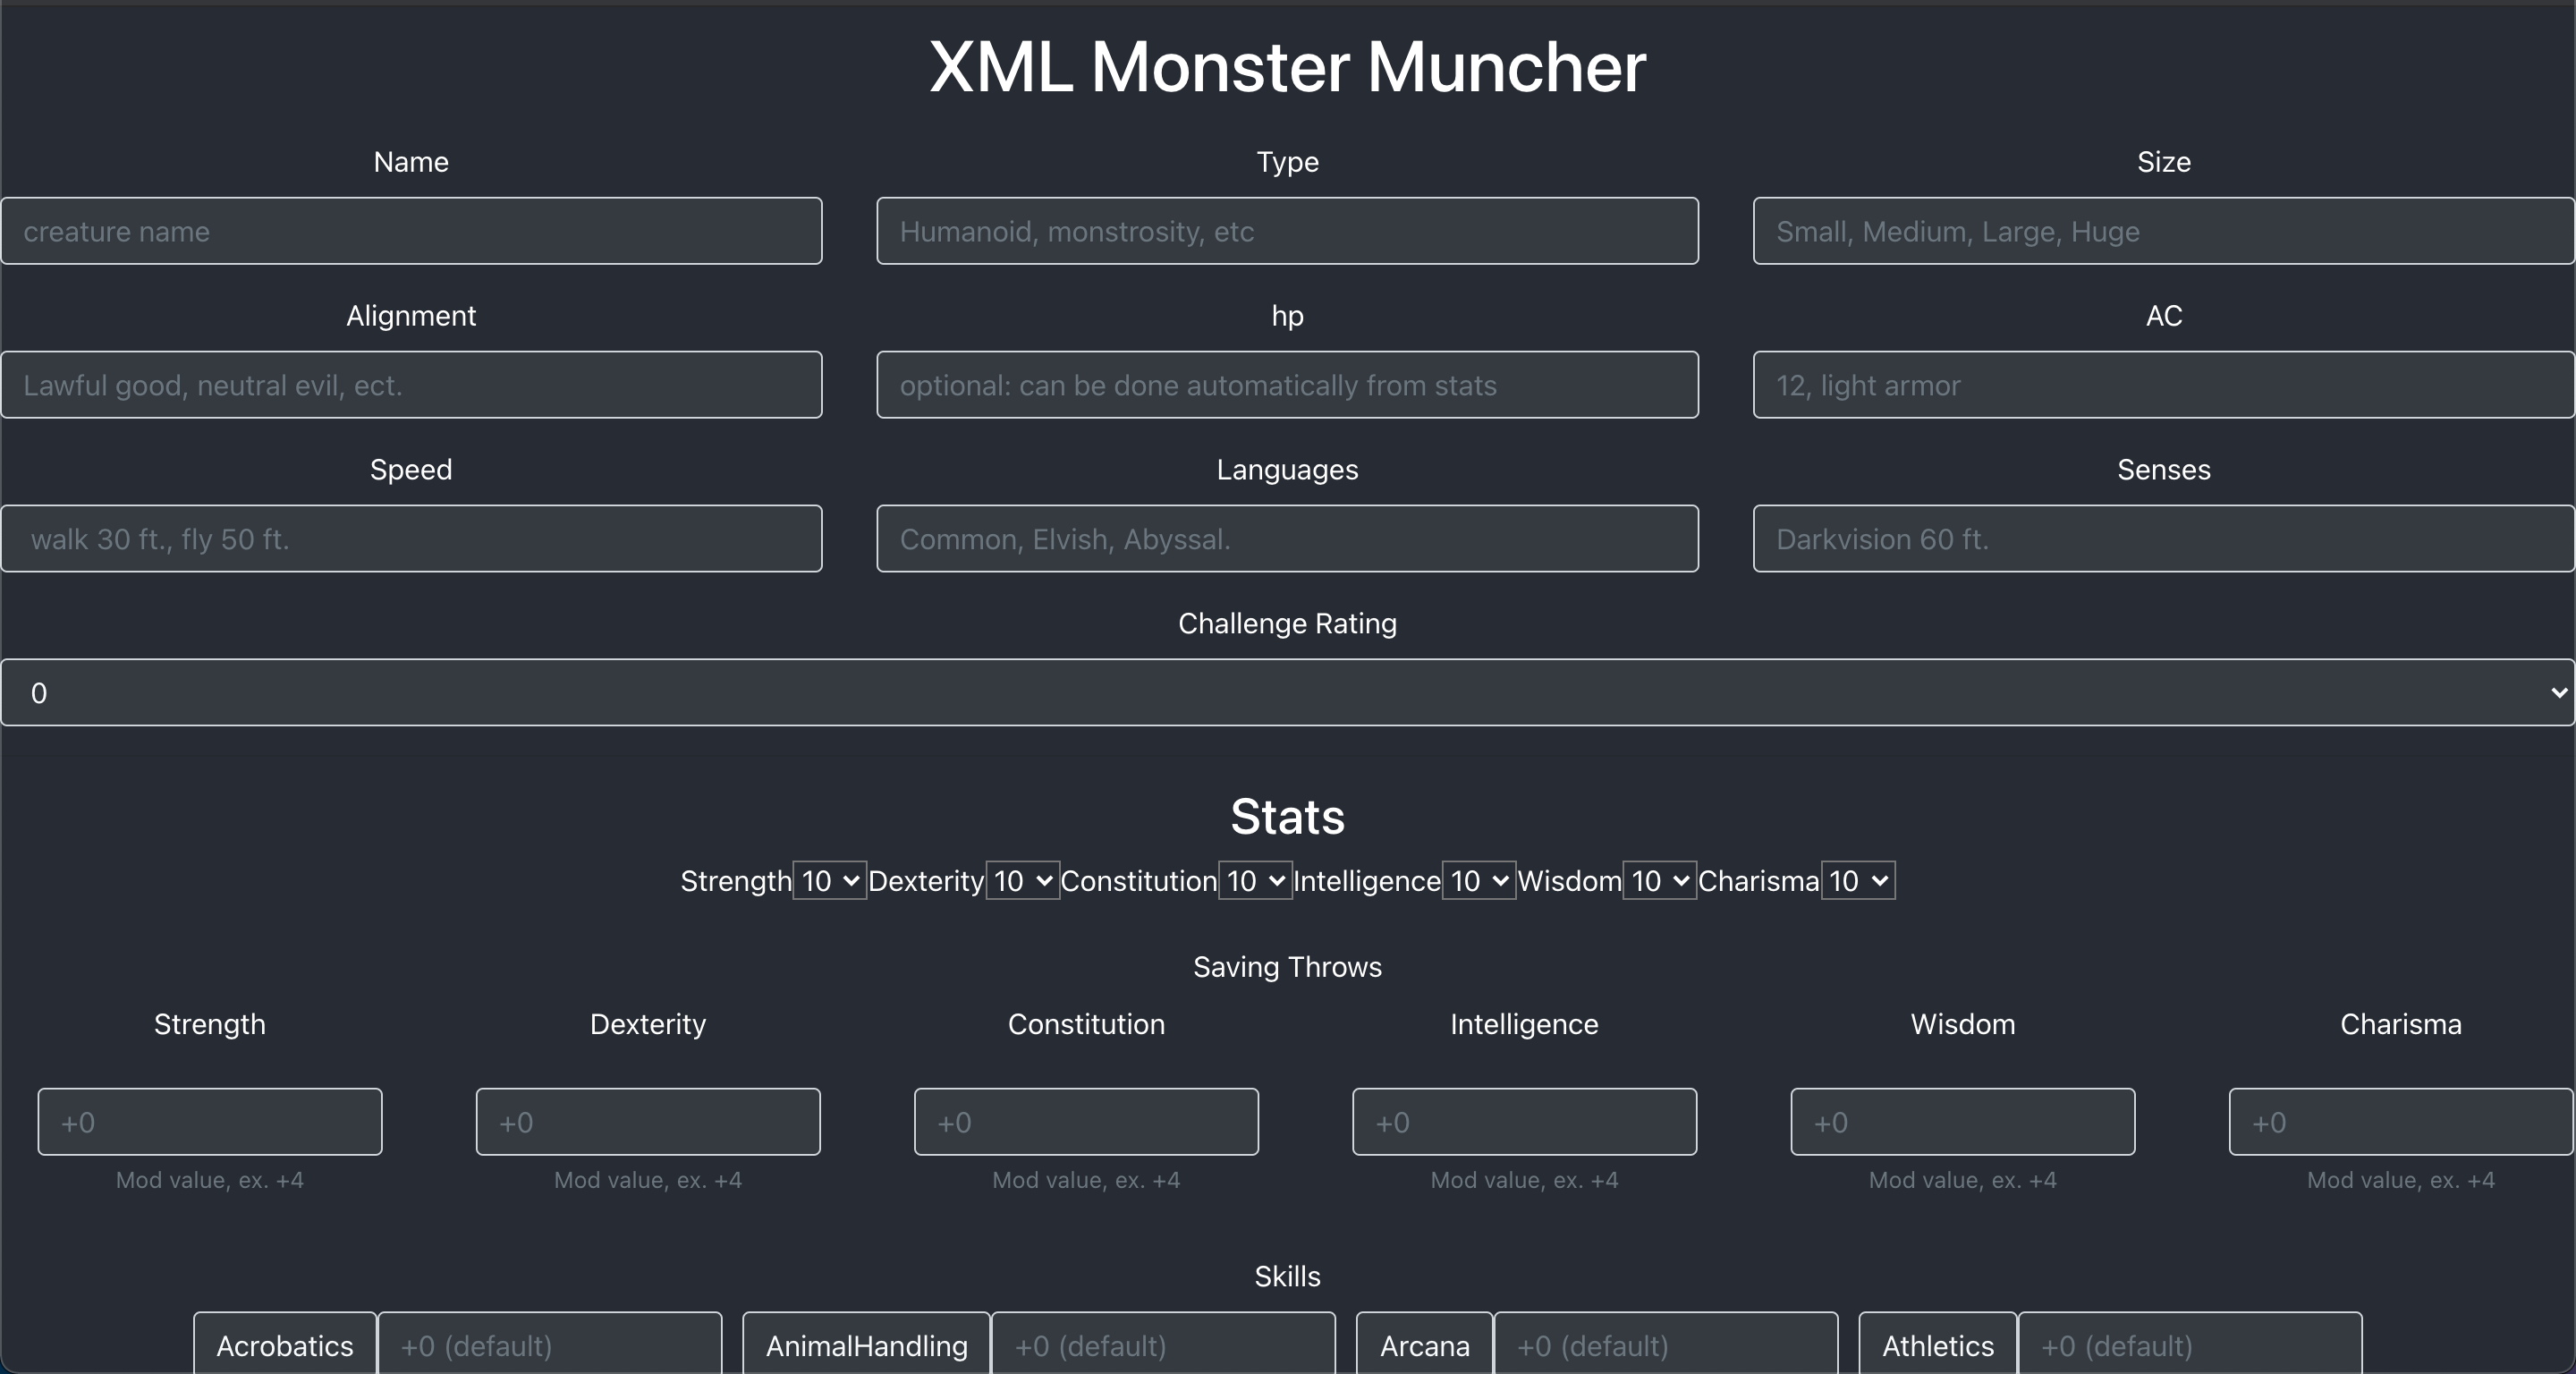 XML Monster Muncher
Name Type Size
creature name Humanoid, monstrosity, etc Small, Medium, Large, Huge
Alignment hp AC
Lawful good, neutral evil, ect. optional: can be done automatically from stats 12, light armor
Speed Languages Senses
walk 30 ft., fly 50 ft. Common, Elvish, Abyssal. Darkvision 60 ft.
Challenge Rating
0
Stats
Strength 10 Dexterity 10 Constitution 10 Intelligence 10 Wisdom 10 Charisma 10
Saving Throws
Strength Dexterity Constitution Intelligence Wisdom Charisma
+0 +0 +0 +0 +0 +0
Mod value, ex. +4 Mod value, ex. +4 Mod value, ex. +4 Mod value, ex. +4 Mod value, ex. +4 Mod value, ex. +4
Skills
Acrobatics +0 (default) AnimalHandling +0 (default) Arcana +0 (default) Athletics +0 (default)